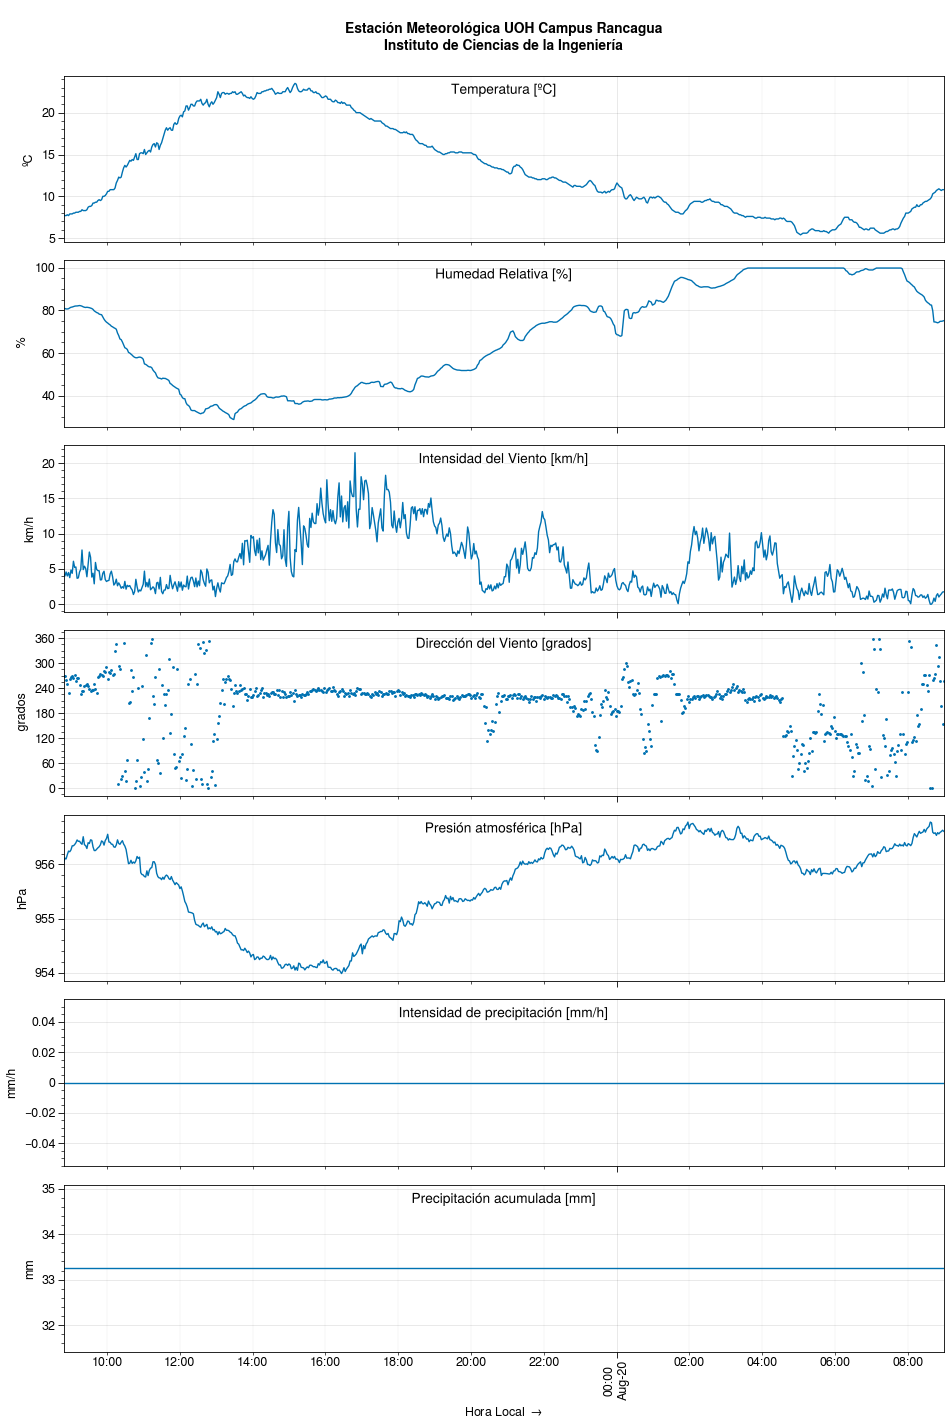 Estación Meteorológica UOH Campus Rancagua
Instituto de Ciencias de la Ingeniería
Temperatura [ºC]
ºC
20
15
10
5
Humedad Relativa [%]
%
100
80
60
40
Intensidad del Viento [km/h]
km/h
20
15
10
5
0
Dirección del Viento [grados]
grados
360
300
240
180
120
60
0
Presión atmosférica [hPa]
hPa
956
955
954
Intensidad de precipitación [mm/h]
mm/h
0.04
0.02
0
−0.02
−0.04
Precipitación acumulada [mm]
mm
35
34
33
32
10:00 12:00 14:00 16:00 18:00 20:00 22:00 00:00 02:00 04:00 06:00 08:00
Aug-20
Hora Local →